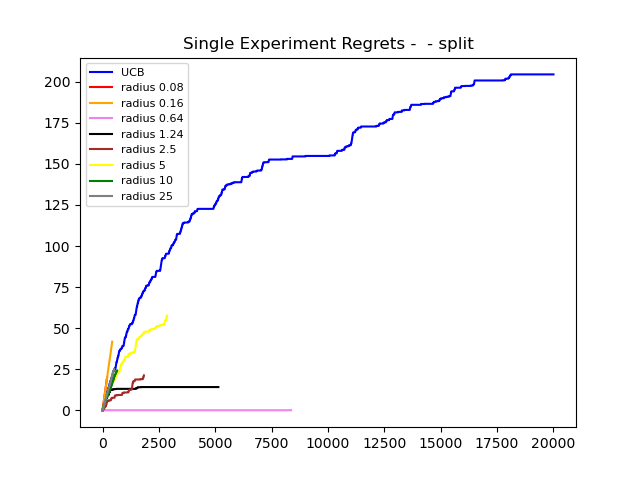 Single Experiment Regrets -  - split
UCB
radius 0.08
radius 0.16
radius 0.64
radius 1.24
radius 2.5
radius 5
radius 10
radius 25
200
175
150
125
100
75
50
25
0
0 2500 5000 7500 10000 12500 15000 17500 20000